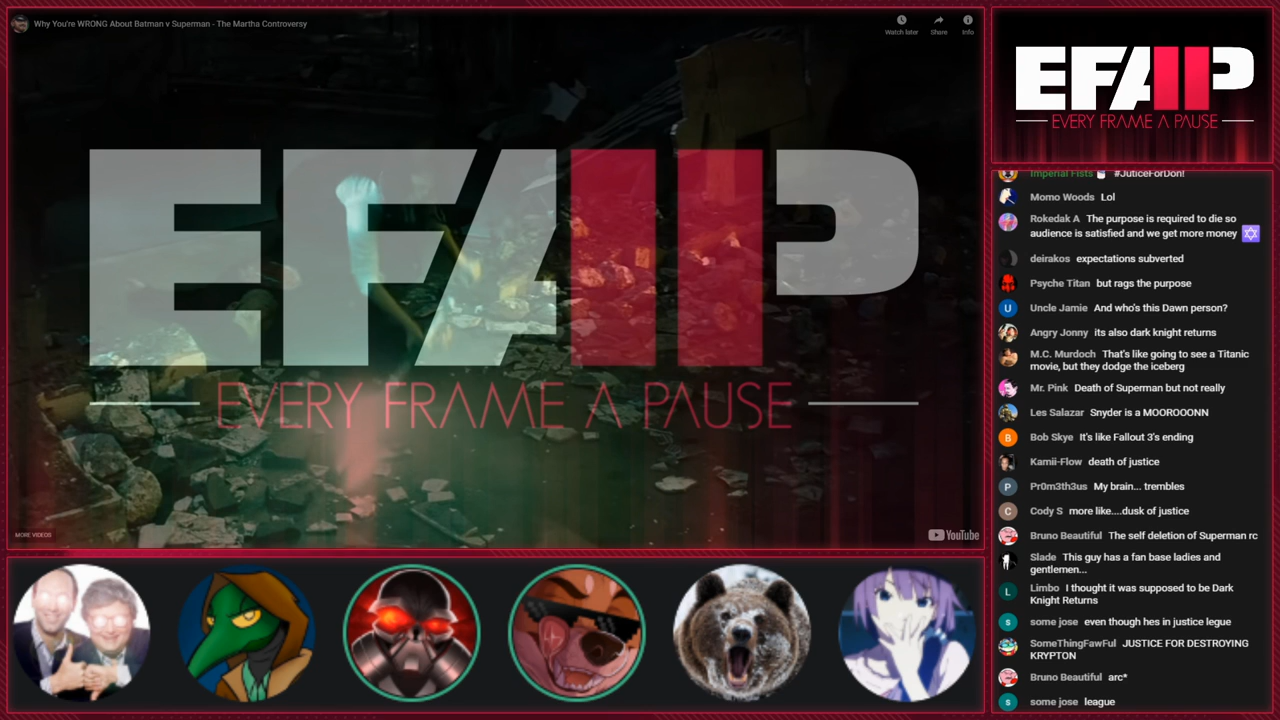 Why You're WRONG About Batman v Superman - The Martha Controversy
Watch later
Share
Info
EFAP
EVERY FRAME A PAUSE
MORE VIDEOS
YouTube
EFAP
EVERY FRAME A PAUSE
Imperial Fists #JuticeForDon!
Momo Woods Lol
Rokedak A The purpose is required to die so
audience is satisfied and we get more money
deirakos expectations subverted
Psyche Titan but rags the purpose
U Uncle Jamie And who's this Dawn person?
Angry Jonny its also dark knight returns
M.C. Murdoch That's like going to see a Titanic
movie, but they dodge the iceberg
Mr. Pink Death of Superman but not really
Les Salazar Snyder is a MOOROOONN
B Bob Skye It's like Fallout 3's ending
Kamii-Flow death of justice
P Pr0m3th3us My brain... trembles
C Cody S more like....dusk of justice
Bruno Beautiful The self deletion of Superman rc
Slade This guy has a fan base ladies and
gentlemen...
L Limbo I thought it was supposed to be Dark
Knight Returns
s some jose even though hes in justice legue
SomeThingFawFul JUSTICE FOR DESTROYING
KRYPTON
Bruno Beautiful arc*
s some jose league